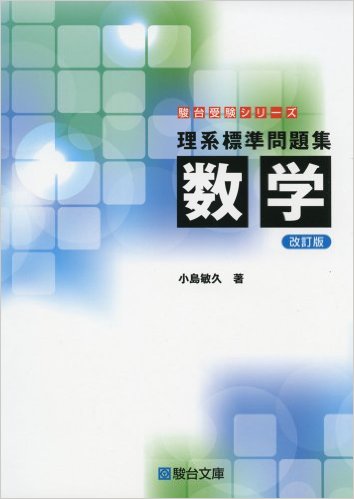 駿台受験シリーズ
理系標準問題集
数学
改訂版
小島敏久 著
駿台文庫